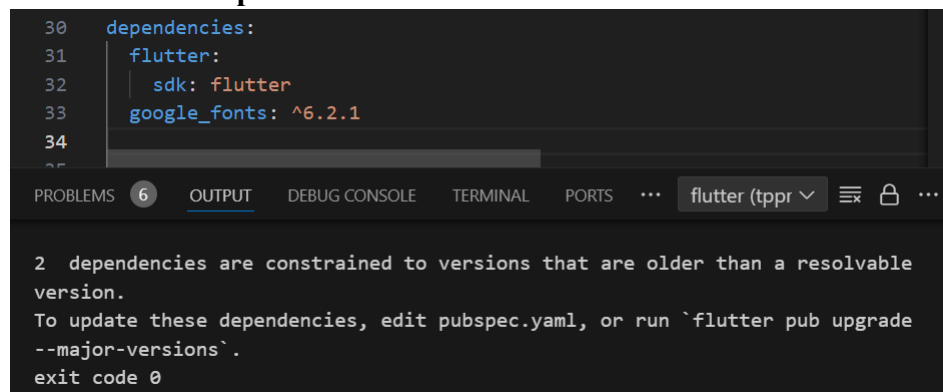 30 dependencies:
31 flutter:
32 sdk: flutter
33 google_fonts: ^6.2.1
34
PROBLEMS 6 OUTPUT DEBUG CONSOLE TERMINAL PORTS ... flutter (tppr
2 dependencies are constrained to versions that are older than a resolvable
version.
To update these dependencies, edit pubspec.yaml, or run `flutter pub upgrade
--major-versions`.
exit code 0